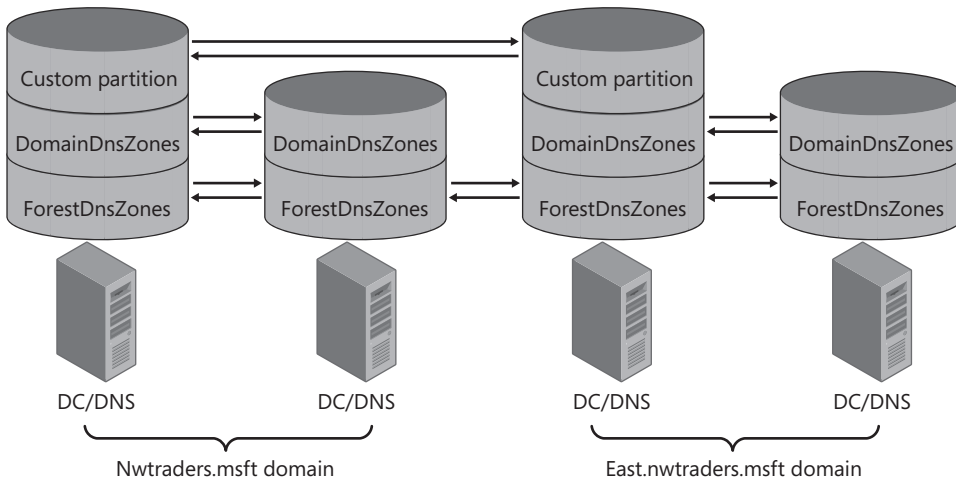 Custom partition
Custom partition
DomainDnsZones
DomainDnsZones
DomainDnsZones
DomainDnsZones
ForestDnsZones
ForestDnsZones
ForestDnsZones
ForestDnsZones
DC/DNS
DC/DNS
DC/DNS
DC/DNS
Nwtraders.msft domain
East.nwtraders.msft domain